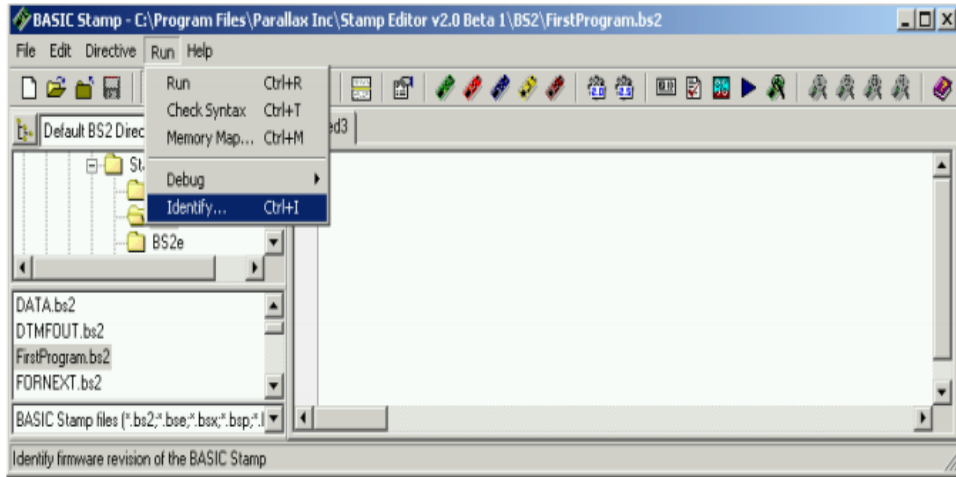 BASIC Stamp - C:\Program Files\Parallax Inc\Stamp Editor v2.0 Beta 1\BS2\FirstProgram.bs2
File Edit Directive Run Help
Run Ctrl+R
Check Syntax Ctrl+T
Default BS2 Direc
ed3
Memory Map... Ctrl+M
St
Debug
Identify... Ctrl+I
BS2e
DATA.bs2
DTMFOUT.bs2
FirstProgram.bs2
FORNEXT.bs2
BASIC Stamp files (*.bs2;*.bse;*.bsx;*.bsp;*.
Identify firmware revision of the BASIC Stamp